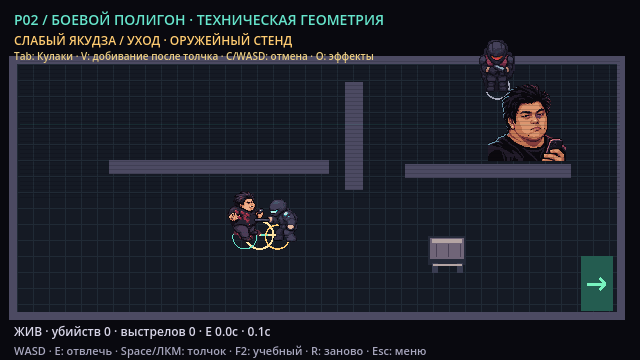 P02 / БОЕВОЙ ПОЛИГОН · ТЕХНИЧЕСКАЯ ГЕОМЕТРИЯ
СЛАБЫЙ ЯКУДЗА / УХОД · ОРУЖЕЙНЫЙ СТЕНД
Tab: Кулаки · V: добивание после толчка · C/WASD: отмена · O: эффекты
→
ЖИВ · убийств 0 · выстрелов 0 · E 0.0с · 0.1с
WASD · E: отвлечь · Space/ЛКМ: толчок · F2: учебный · R: заново · Esc: меню